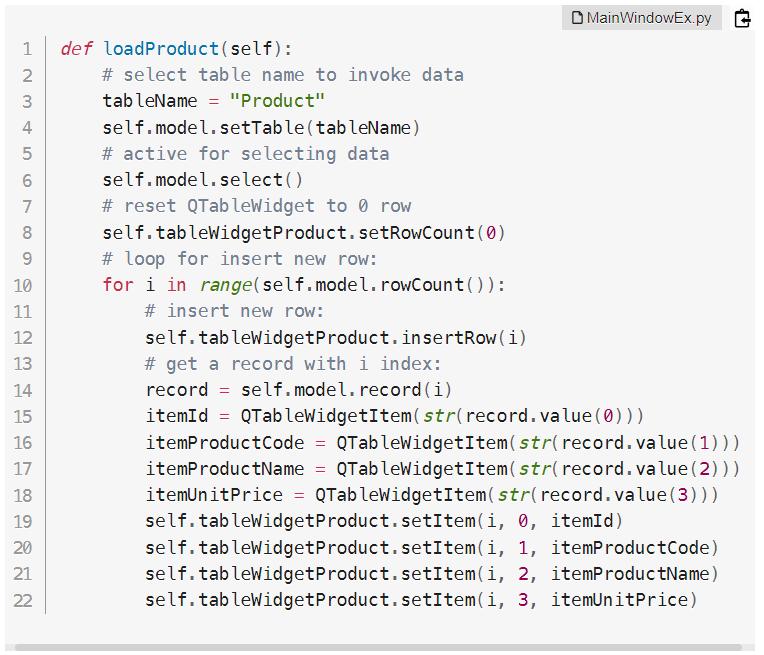 MainWindowEx.py
1 def loadProduct(self):
2     # select table name to invoke data
3     tableName = "Product"
4     self.model.setTable(tableName)
5     # active for selecting data
6     self.model.select()
7     # reset QTableWidget to 0 row
8     self.tableWidgetProduct.setRowCount(0)
9     # loop for insert new row:
10     for i in range(self.model.rowCount()):
11         # insert new row:
12         self.tableWidgetProduct.insertRow(i)
13         # get a record with i index:
14         record = self.model.record(i)
15         itemId = QTableWidgetItem(str(record.value(0)))
16         itemProductCode = QTableWidgetItem(str(record.value(1)))
17         itemProductName = QTableWidgetItem(str(record.value(2)))
18         itemUnitPrice = QTableWidgetItem(str(record.value(3)))
19         self.tableWidgetProduct.setItem(i, 0, itemId)
20         self.tableWidgetProduct.setItem(i, 1, itemProductCode)
21         self.tableWidgetProduct.setItem(i, 2, itemProductName)
22         self.tableWidgetProduct.setItem(i, 3, itemUnitPrice)